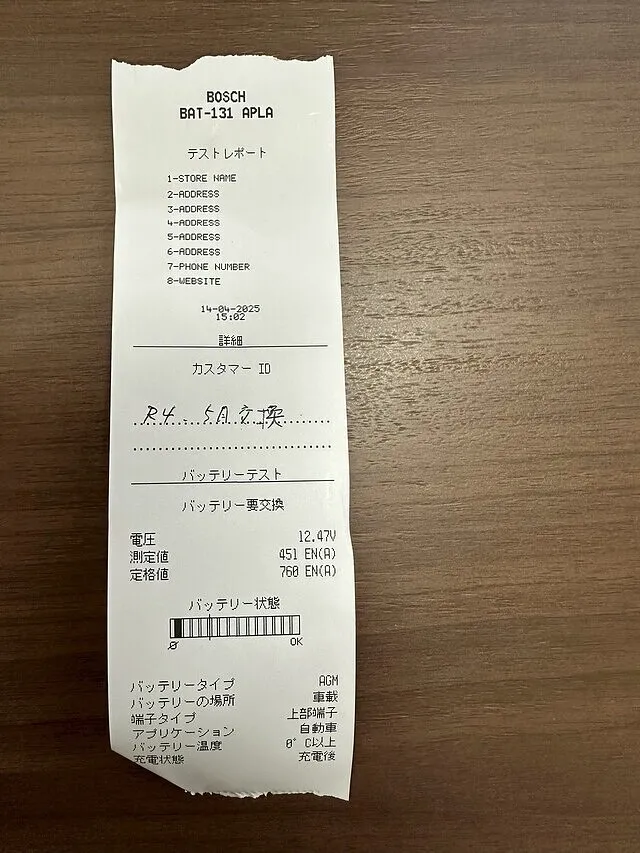 BOSCH
BAT-131 APLA
テストレポート
1-STORE NAME
2-ADDRESS
3-ADDRESS
4-ADDRESS
5-ADDRESS
6-ADDRESS
7-PHONE NUMBER
8-WEBSITE
14-04-2025
15:02
詳細
カスタマー ID
R4. 5月交換
バッテリーテスト
バッテリー要交換
電圧 12.47V
測定値 451 EN(A)
定格値 760 EN(A)
バッテリー状態
0 OK
バッテリータイプ AGM
バッテリーの場所 車載
端子タイプ 上部端子
アプリケーション 自動車
バッテリー温度 0° C以上
充電状態 充電後